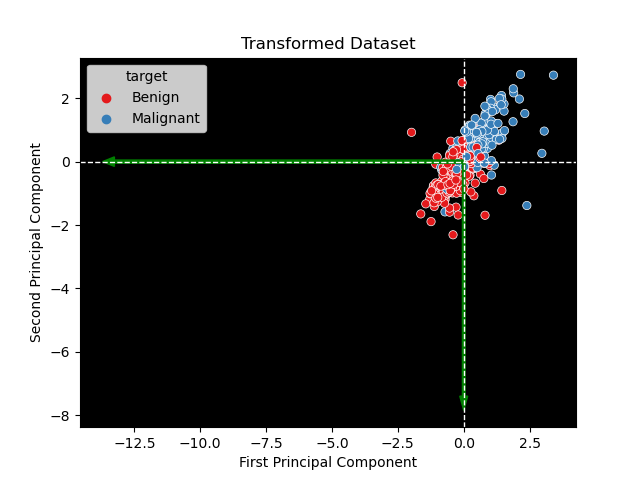 Transformed Dataset
target
Benign
Malignant
2
0
−2
−4
−6
−8
Second Principal Component
−12.5 −10.0 −7.5 −5.0 −2.5 0.0 2.5
First Principal Component